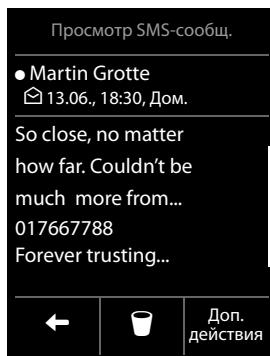 Просмотр SMS-сообщ.
Martin Grotte
13.06., 18:30, Дом.
So close, no matter
how far. Couldn't be
much more from...
017667788
Forever trusting...
Доп.
действия